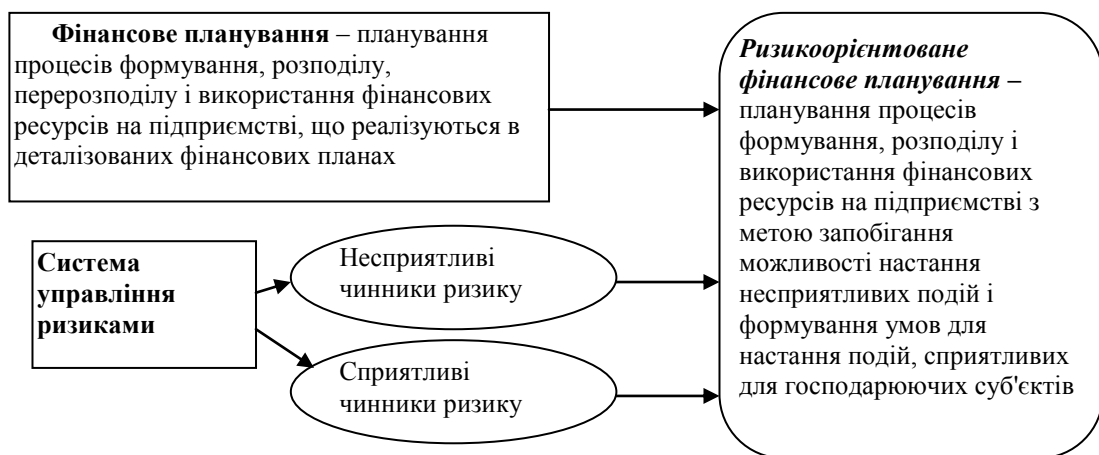 Фінансове планування – планування
процесів формування, розподілу,
перерозподілу і використання фінансових
ресурсів на підприємстві, що реалізуються в
деталізованих фінансових планах
Ризикоорієнтоване
фінансове планування –
планування процесів
формування, розподілу і
використання фінансових
ресурсів на підприємстві з
метою запобігання
можливості настання
несприятливих подій і
формування умов для
настання подій, сприятливих
для господарюючих суб'єктів
Система
управління
ризиками
Несприятливі
чинники ризику
Сприятливі
чинники ризику